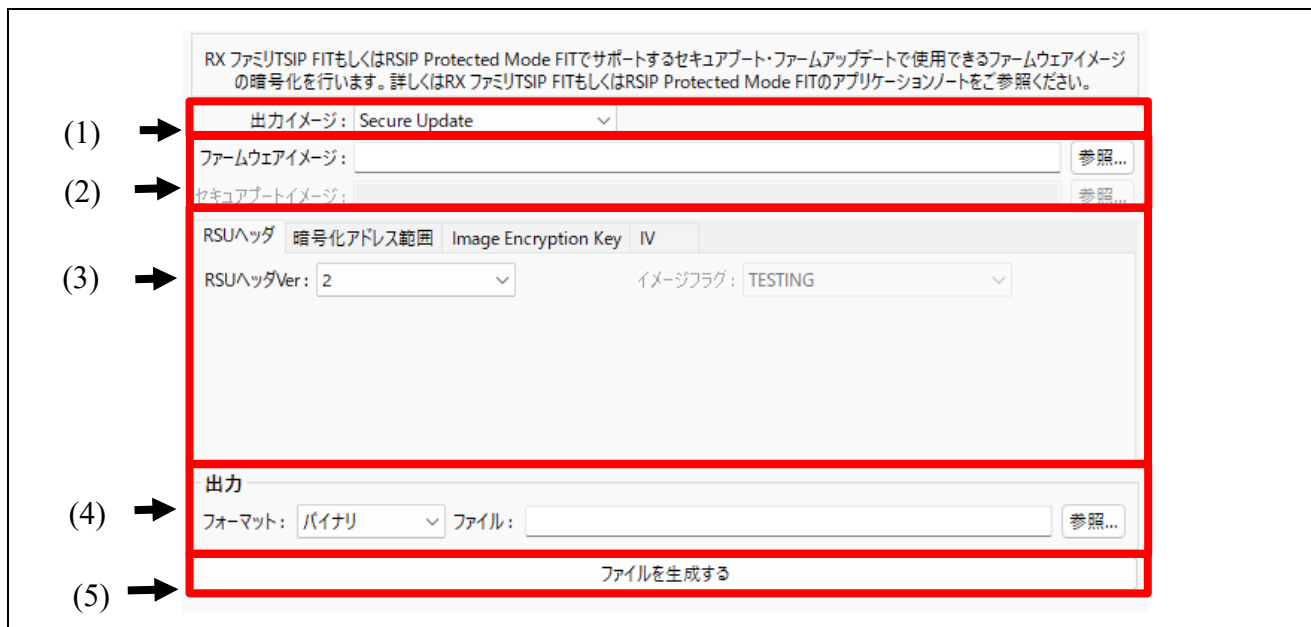 RX ファミリTSIP FITもしくはRSIP Protected Mode FITでサポートするセキュアブート・ファームアップデートで使用できるファームウェアイメージ
の暗号化を行います。詳しくはRX ファミリTSIP FITもしくはRSIP Protected Mode FITのアプリケーションノートをご参照ください。
(1) 出力イメージ： Secure Update
ファームウェアイメージ： 参照...
(2) セキュアブートイメージ： 参照...
RSUヘッダ 暗号化アドレス範囲 Image Encryption Key IV
(3) RSUヘッダVer： 2 イメージフラグ： TESTING
出力
(4) フォーマット： バイナリ ファイル： 参照...
ファイルを生成する
(5)